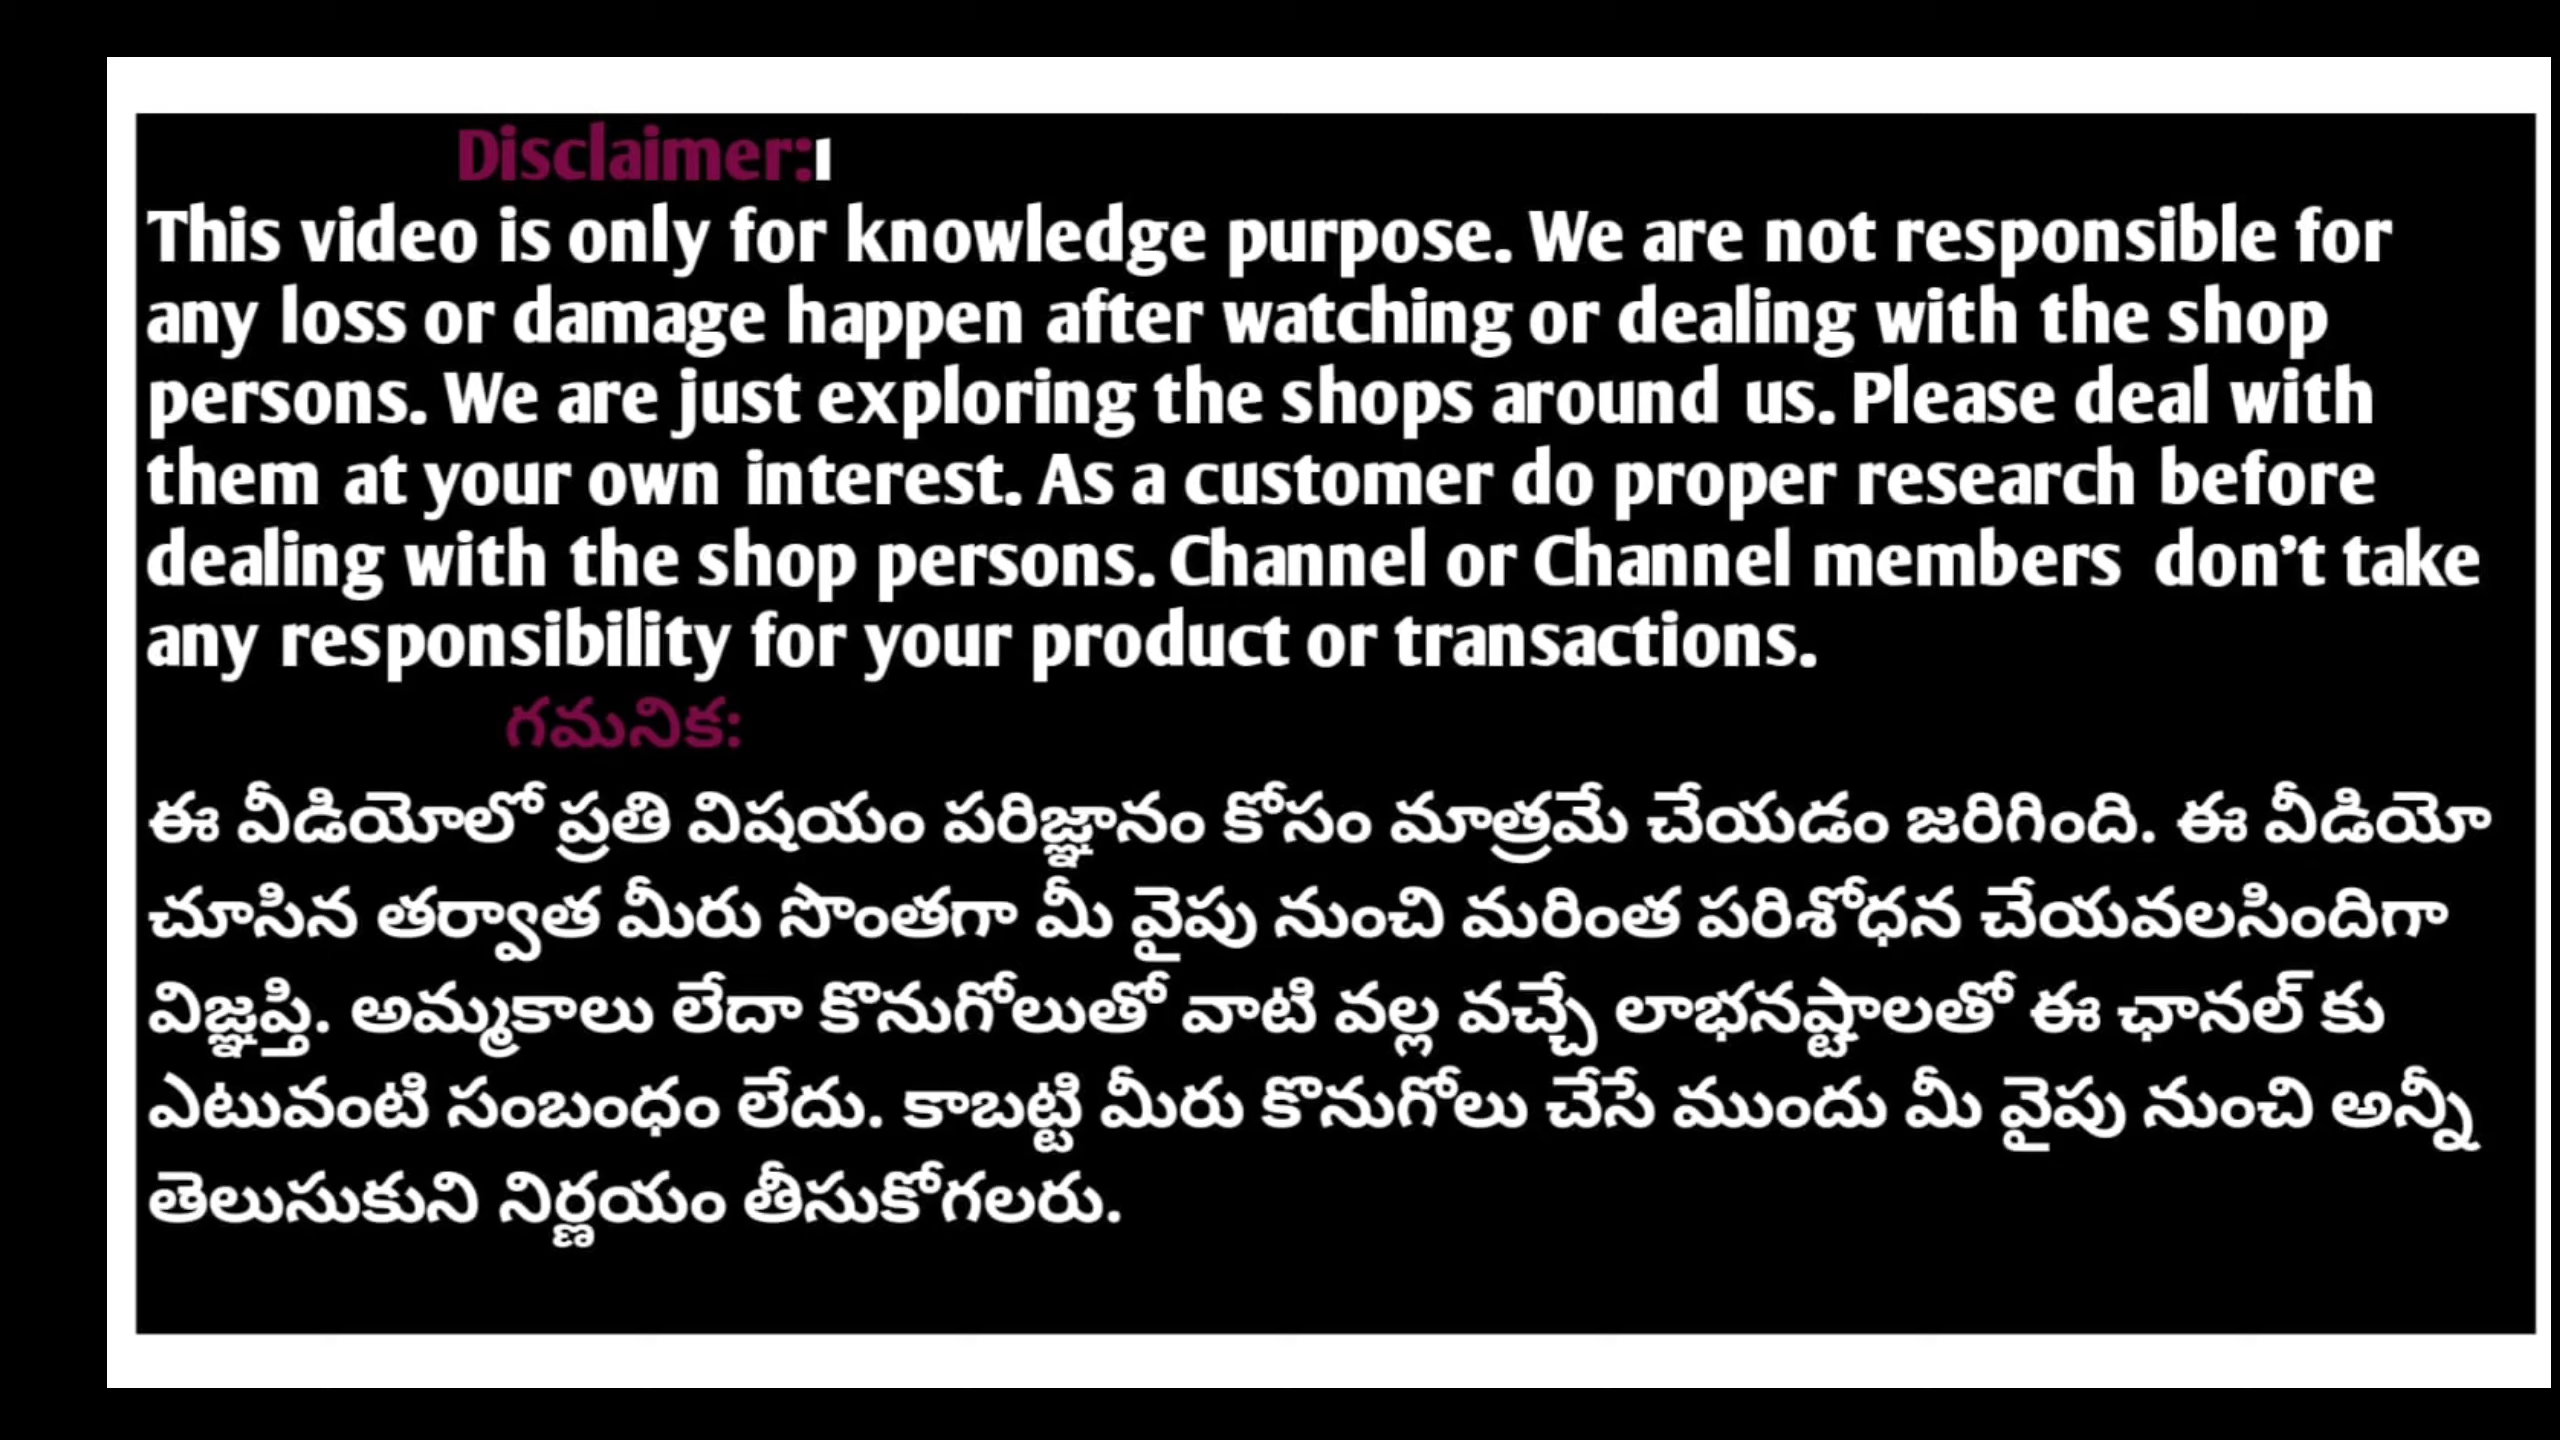 Disclaimer:ı
This video is only for knowledge purpose. We are not responsible for
any loss or damage happen after watching or dealing with the shop
persons. We are just exploring the shops around us. Please deal with
them at your own interest. As a customer do proper research before
dealing with the shop persons. Channel or Channel members don’t take
any responsibility for your product or transactions.
గమనిక:
ఈ వీడియోలో ప్రతి విషయం పరిజ్ఞానం కోసం మాత్రమే చేయడం జరిగింది. ఈ వీడియో
చూసిన తర్వాత మీరు సొంతగా మీ వైపు నుంచి మరింత పరిశోధన చేయవలసిందిగా
విజ్ఞప్తి. అమ్మకాలు లేదా కొనుగోలుతో వాటి వల్ల వచ్చే లాభనష్టాలతో ఈ ఛానల్ కు
ఎటువంటి సంబంధం లేదు. కాబట్టి మీరు కొనుగోలు చేసే ముందు మీ వైపు నుంచి అన్నీ
తెలుసుకుని నిర్ణయం తీసుకోగలరు.